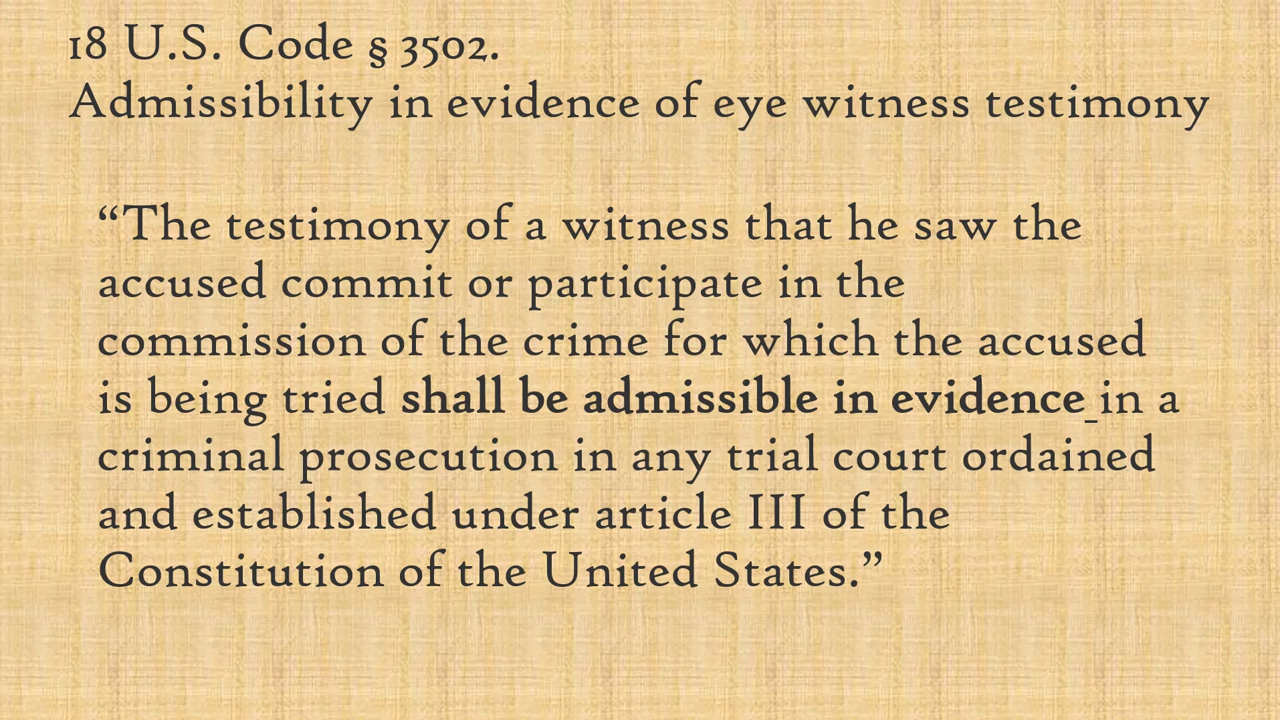 18 U.S. Code § 3502.
Admissibility in evidence of eye witness testimony
“The testimony of a witness that he saw the
accused commit or participate in the
commission of the crime for which the accused
is being tried shall be admissible in evidence in a
criminal prosecution in any trial court ordained
and established under article III of the
Constitution of the United States.”